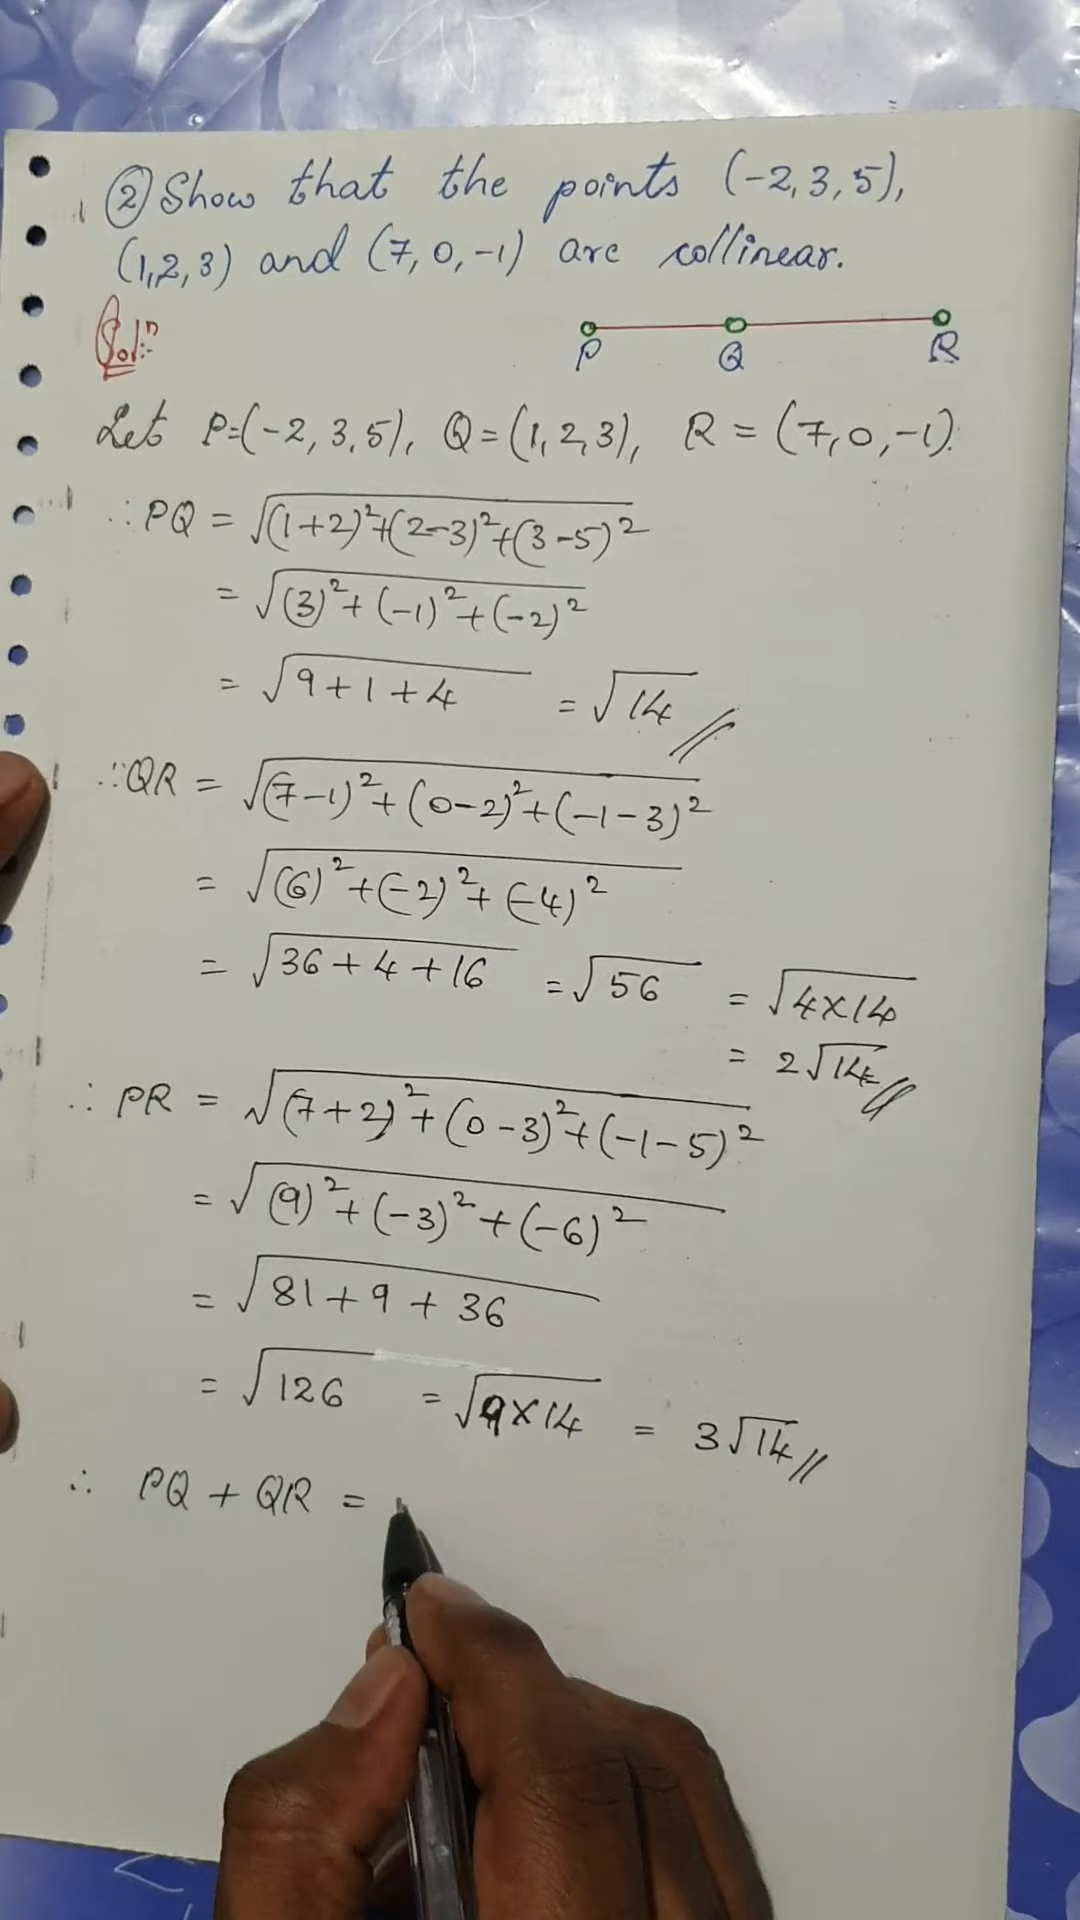 ② Show that the points (-2,3,5),
(1,2,3) and (7,0,-1) are collinear.
Solⁿ:-
P Q R
Let P=(-2,3,5), Q=(1,2,3), R=(7,0,-1).
∴PQ = √(1+2)²+(2-3)²+(3-5)²
= √(3)²+(-1)²+(-2)²
= √9+1+4 = √14 //
∴QR = √(7-1)²+(0-2)²+(-1-3)²
= √(6)²+(-2)²+(-4)²
= √36+4+16 = √56 = √4×14
= 2√14 //
∴ PR = √(7+2)²+(0-3)²+(-1-5)²
= √(9)²+(-3)²+(-6)²
= √81+9+36
= √126 = √9×14 = 3√14 //
∴ PQ + QR =